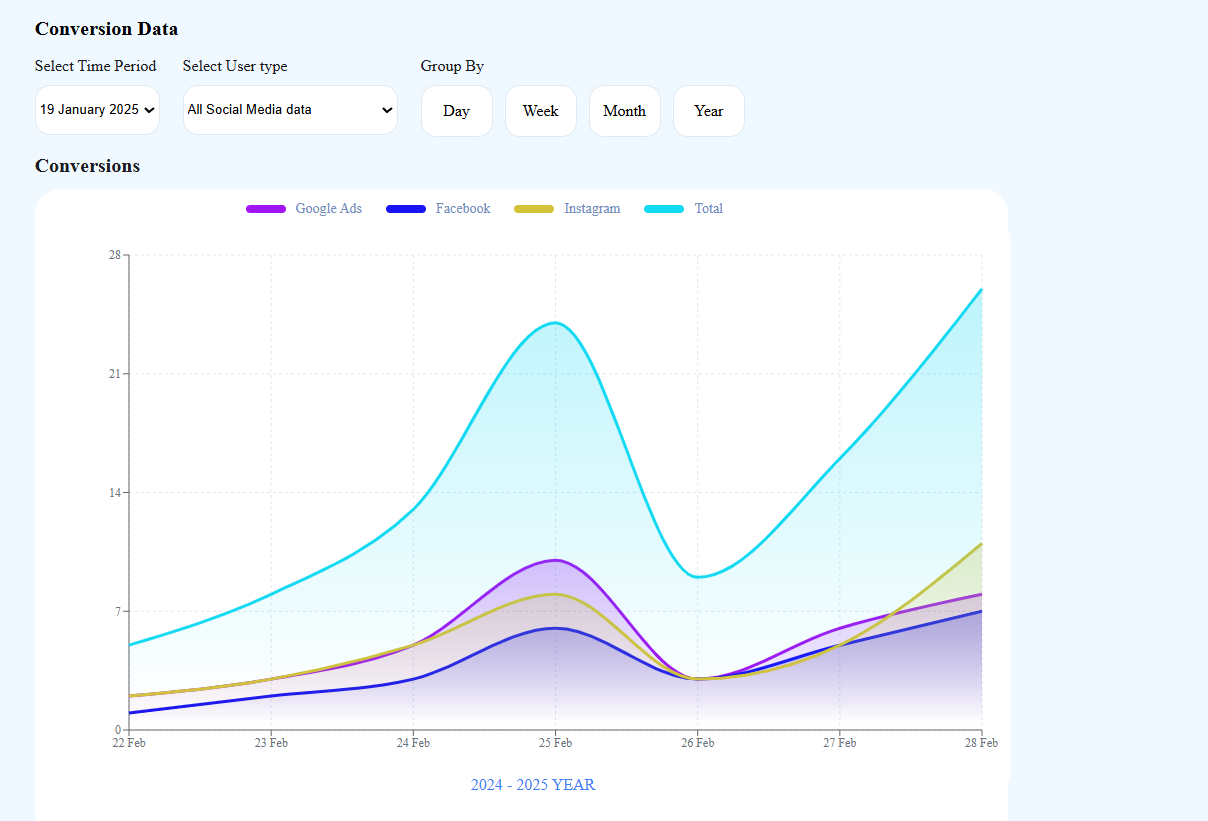 Conversion Data
Select Time Period Select User type Group By
19 January 2025 All Social Media data Day Week Month Year
Conversions
Google Ads Facebook Instagram Total
28
21
14
7
0
22 Feb 23 Feb 24 Feb 25 Feb 26 Feb 27 Feb 28 Feb
2024 - 2025 YEAR